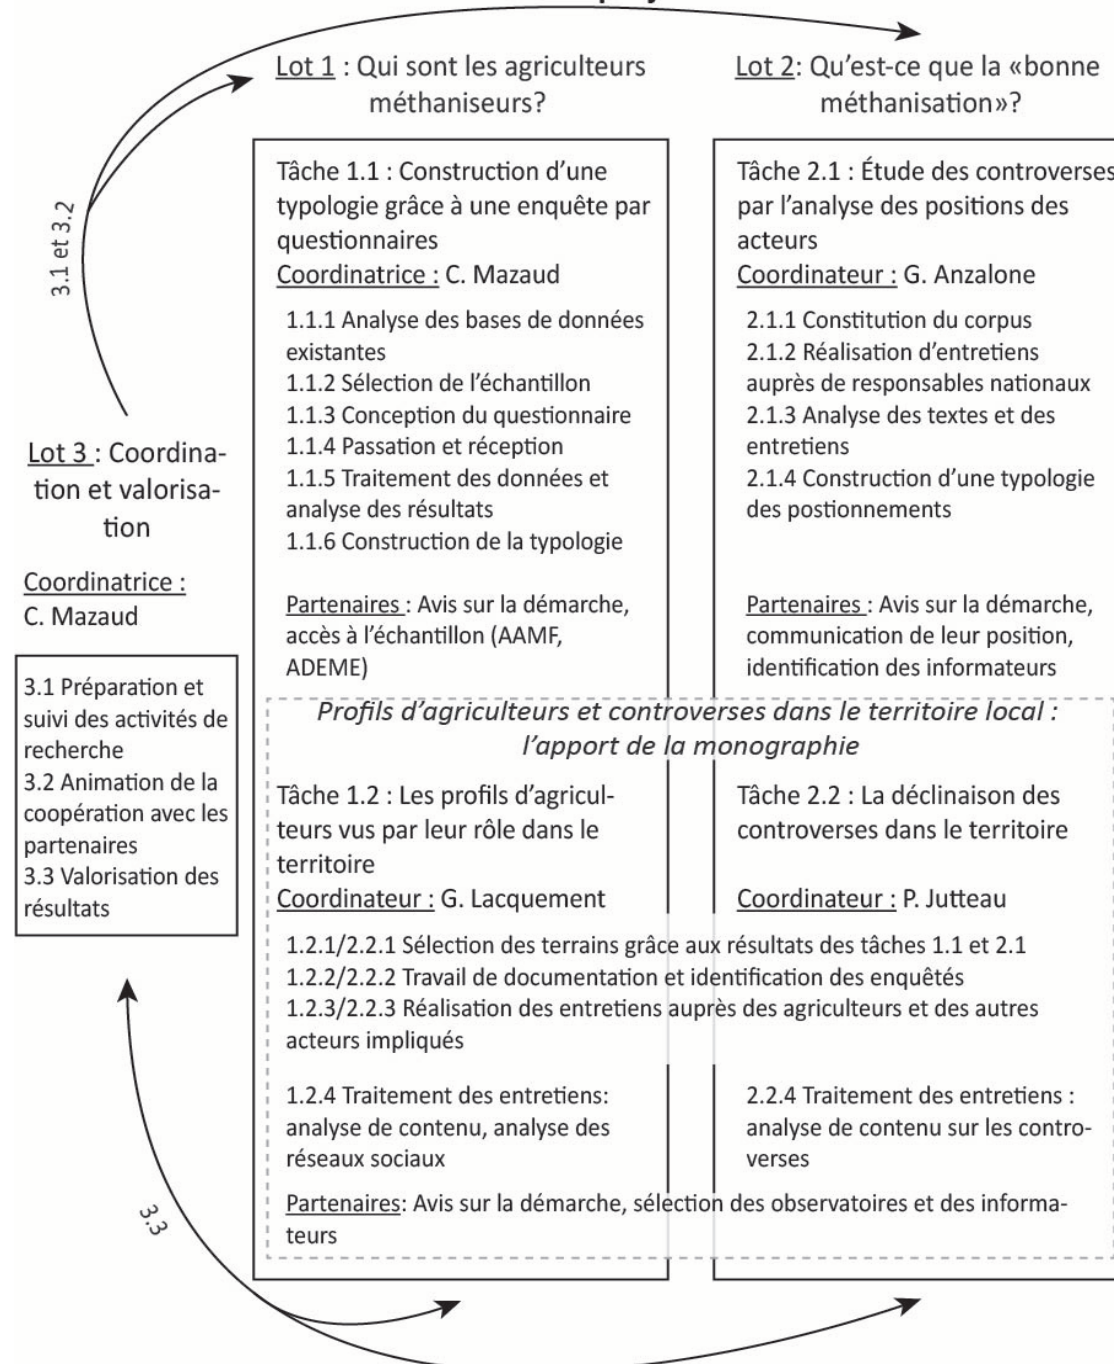 Lot 1 : Qui sont les agriculteurs
méthaniseurs?
Lot 2: Qu'est-ce que la «bonne
méthanisation»?
3.1 et 3.2
Lot 3 : Coordina-
tion et valorisa-
tion
Coordinatrice :
C. Mazaud
3.1 Préparation et
suivi des activités de
recherche
3.2 Animation de la
coopération avec les
partenaires
3.3 Valorisation des
résultats
3.3
Tâche 1.1 : Construction d'une
typologie grâce à une enquête par
questionnaires
Coordinatrice : C. Mazaud
1.1.1 Analyse des bases de données
existantes
1.1.2 Sélection de l'échantillon
1.1.3 Conception du questionnaire
1.1.4 Passation et réception
1.1.5 Traitement des données et
analyse des résultats
1.1.6 Construction de la typologie
Partenaires : Avis sur la démarche,
accès à l'échantillon (AAMF,
ADEME)
Tâche 2.1 : Étude des controverses
par l'analyse des positions des
acteurs
Coordinateur : G. Anzalone
2.1.1 Constitution du corpus
2.1.2 Réalisation d'entretiens
auprès de responsables nationaux
2.1.3 Analyse des textes et des
entretiens
2.1.4 Construction d'une typologie
des postionnements
Partenaires : Avis sur la démarche,
communication de leur position,
identification des informateurs
Profils d'agriculteurs et controverses dans le territoire local :
l'apport de la monographie
Tâche 1.2 : Les profils d'agricul-
teurs vus par leur rôle dans le
territoire
Coordinateur : G. Lacquement
Tâche 2.2 : La déclinaison des
controverses dans le territoire
Coordinateur : P. Jutteau
1.2.1/2.2.1 Sélection des terrains grâce aux résultats des tâches 1.1 et 2.1
1.2.2/2.2.2 Travail de documentation et identification des enquêtés
1.2.3/2.2.3 Réalisation des entretiens auprès des agriculteurs et des autres
acteurs impliqués
1.2.4 Traitement des entretiens:
analyse de contenu, analyse des
réseaux sociaux
2.2.4 Traitement des entretiens :
analyse de contenu sur les contro-
verses
Partenaires: Avis sur la démarche, sélection des observatoires et des informa-
teurs